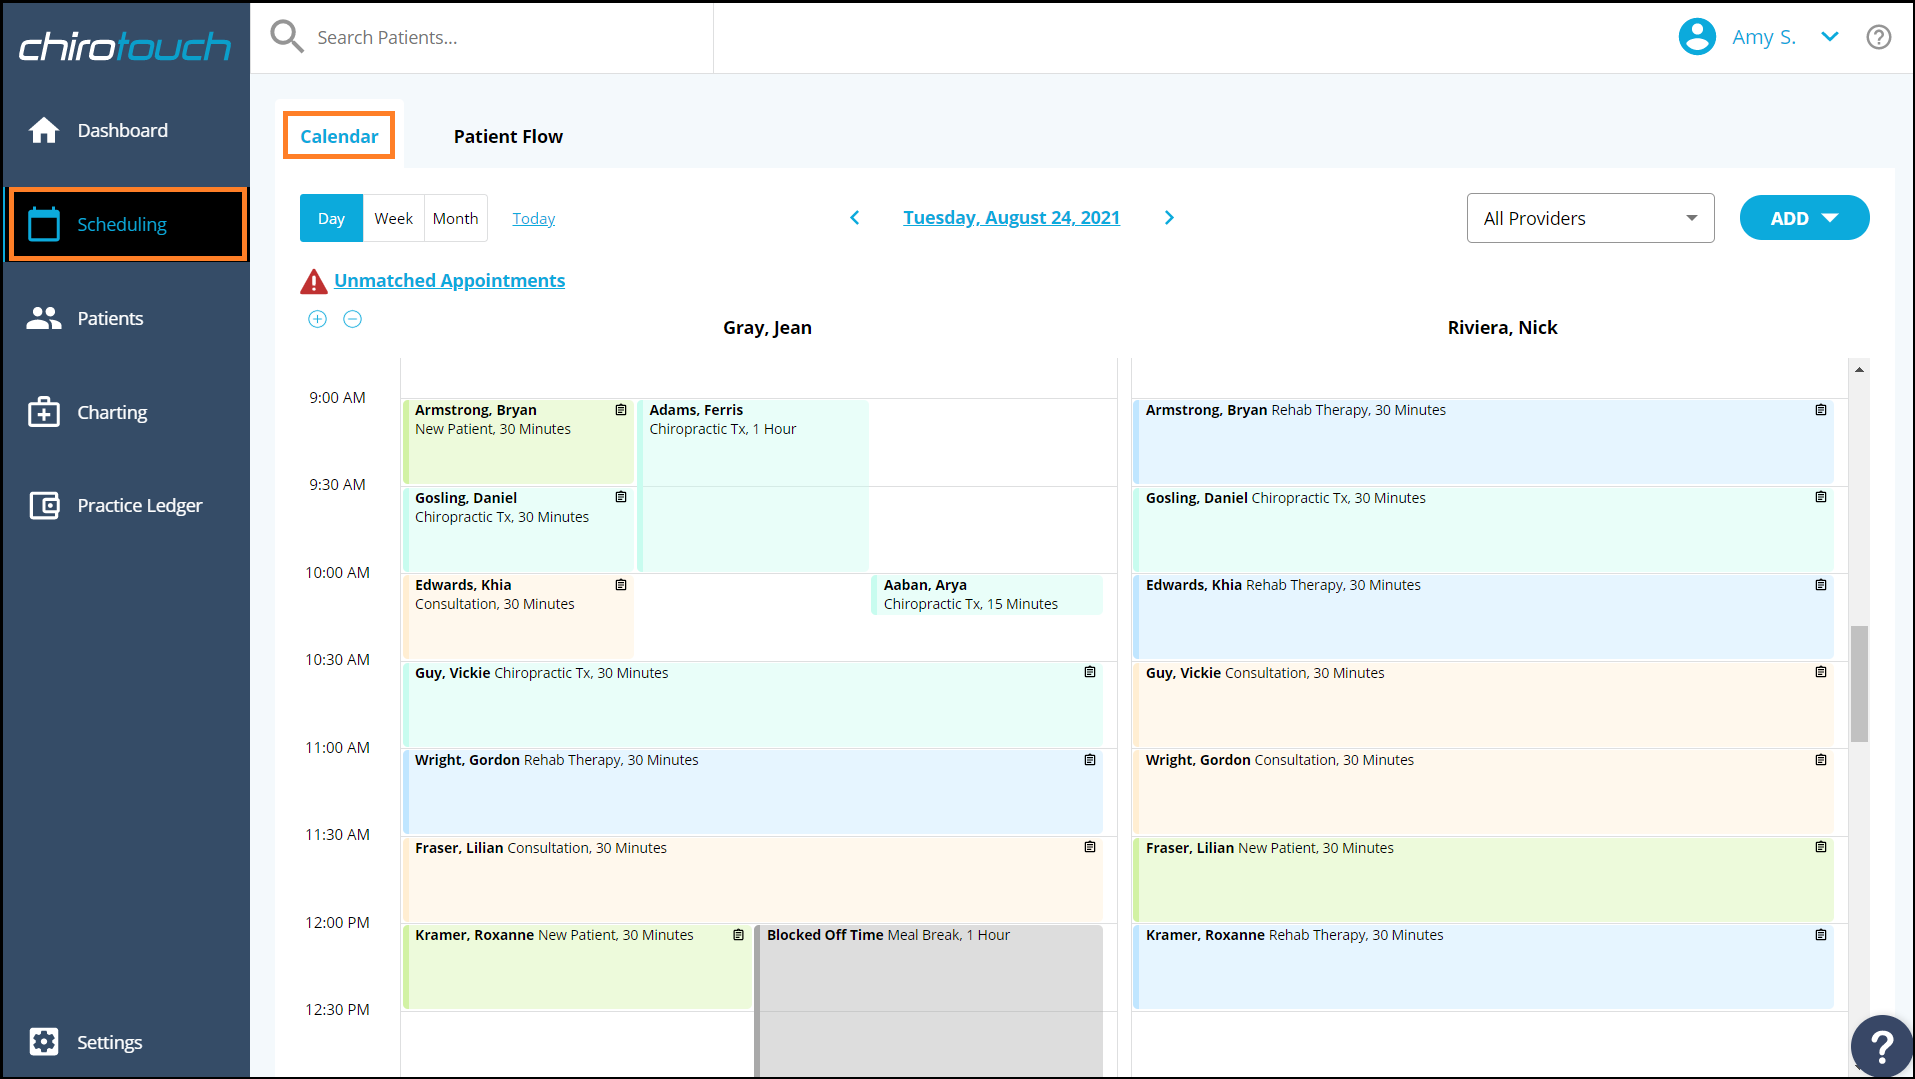 chirotouch
Search Patients...
Amy S.
Dashboard
Scheduling
Patients
Charting
Practice Ledger
Settings
Calendar
Patient Flow
Day
Week
Month
Today
Tuesday, August 24, 2021
All Providers
ADD
Unmatched Appointments
Gray, Jean
Riviera, Nick
9:00 AM
9:30 AM
10:00 AM
10:30 AM
11:00 AM
11:30 AM
12:00 PM
12:30 PM
Armstrong, Bryan
New Patient, 30 Minutes
Adams, Ferris
Chiropractic Tx, 1 Hour
Gosling, Daniel
Chiropractic Tx, 30 Minutes
Edwards, Khia
Consultation, 30 Minutes
Aaban, Arya
Chiropractic Tx, 15 Minutes
Guy, Vickie Chiropractic Tx, 30 Minutes
Wright, Gordon Rehab Therapy, 30 Minutes
Fraser, Lilian Consultation, 30 Minutes
Kramer, Roxanne New Patient, 30 Minutes
Blocked Off Time Meal Break, 1 Hour
Armstrong, Bryan Rehab Therapy, 30 Minutes
Gosling, Daniel Chiropractic Tx, 30 Minutes
Edwards, Khia Rehab Therapy, 30 Minutes
Guy, Vickie Consultation, 30 Minutes
Wright, Gordon Consultation, 30 Minutes
Fraser, Lilian New Patient, 30 Minutes
Kramer, Roxanne Rehab Therapy, 30 Minutes